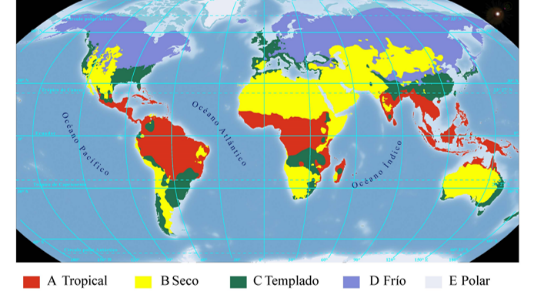 Océano Pacífico
Océano Atlántico
Océano Índico
A Tropical
B Seco
C Templado
D Frío
E Polar